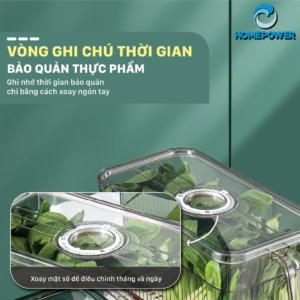 HOMEPOWER
VÒNG GHI CHÚ THỜI GIAN
BẢO QUẢN THỰC PHẨM
Ghi nhớ thời gian bảo quản
chỉ bằng cách xoay ngón tay
Xoay mặt số để điều chỉnh tháng và ngày